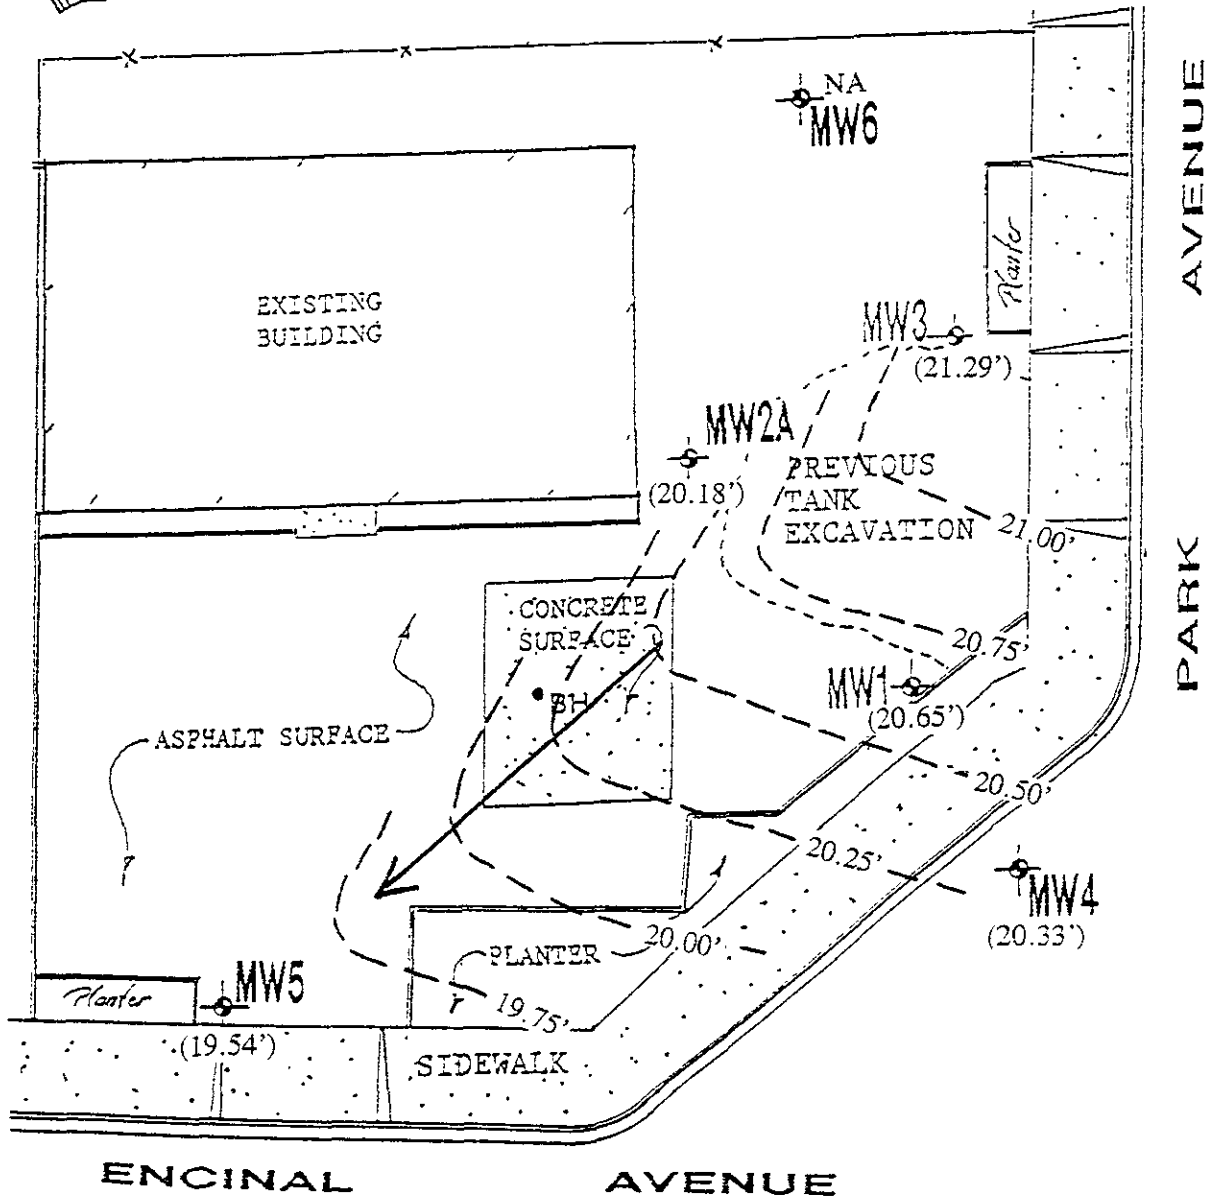 NA
MW6
AVENUE
EXISTING
BUILDING
Planter
MW3
(21.29')
MW2A
(20.18')
PREVIOUS
TANK
EXCAVATION
21.00'
PARK
CONCRETE
SURFACE
20.75'
MW1
(20.65')
BH
ASPHALT SURFACE
20.50'
20.25'
MW4
(20.33')
20.00'
PLANTER
19.75'
Planter
MW5
(19.54')
SIDEWALK
ENCINAL AVENUE